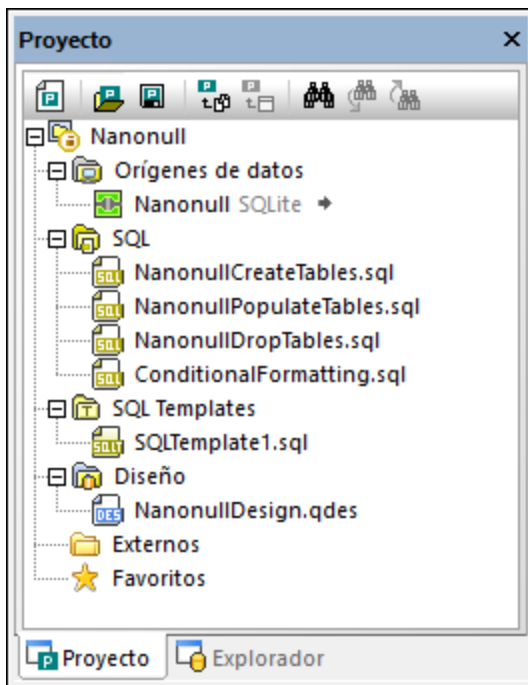 Proyecto
Nanonull
Orígenes de datos
Nanonull SQLite
SQL
NanonullCreateTables.sql
NanonullPopulateTables.sql
NanonullDropTables.sql
ConditionalFormatting.sql
SQL Templates
SQLTemplate1.sql
Diseño
NanonullDesign.qdes
Externos
Favoritos
Proyecto Explorador